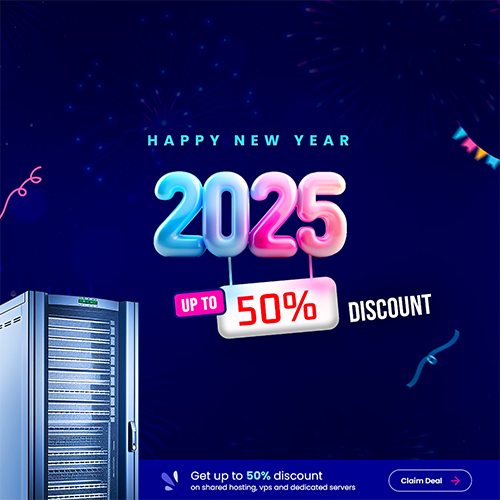 HAPPY NEW YEAR
2025
UP TO 50% DISCOUNT
Get up to 50% discount
on shared hosting, vps and dedicated servers
Claim Deal